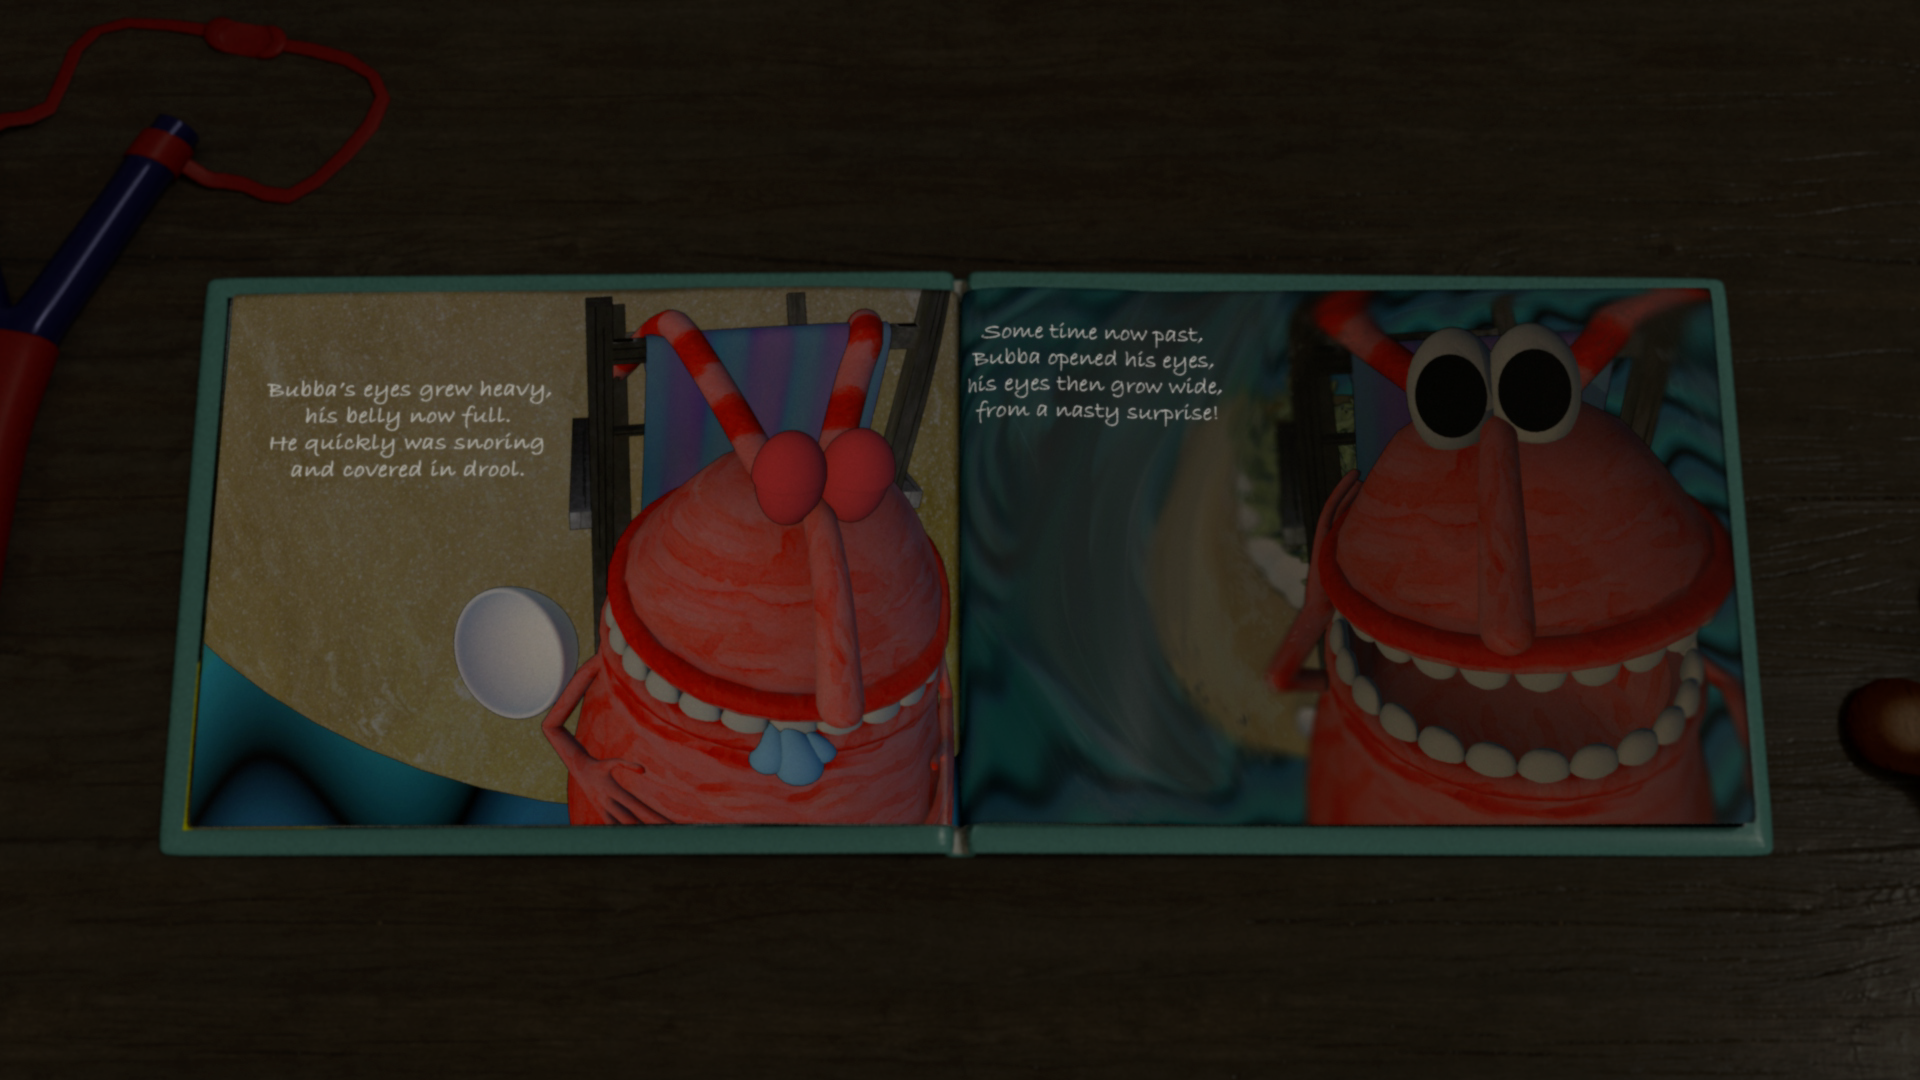 Bubba's eyes grew heavy,
his belly now full.
He quickly was snoring
and covered in drool.
Some time now past,
Bubba opened his eyes,
his eyes then grow wide,
from a nasty surprise!